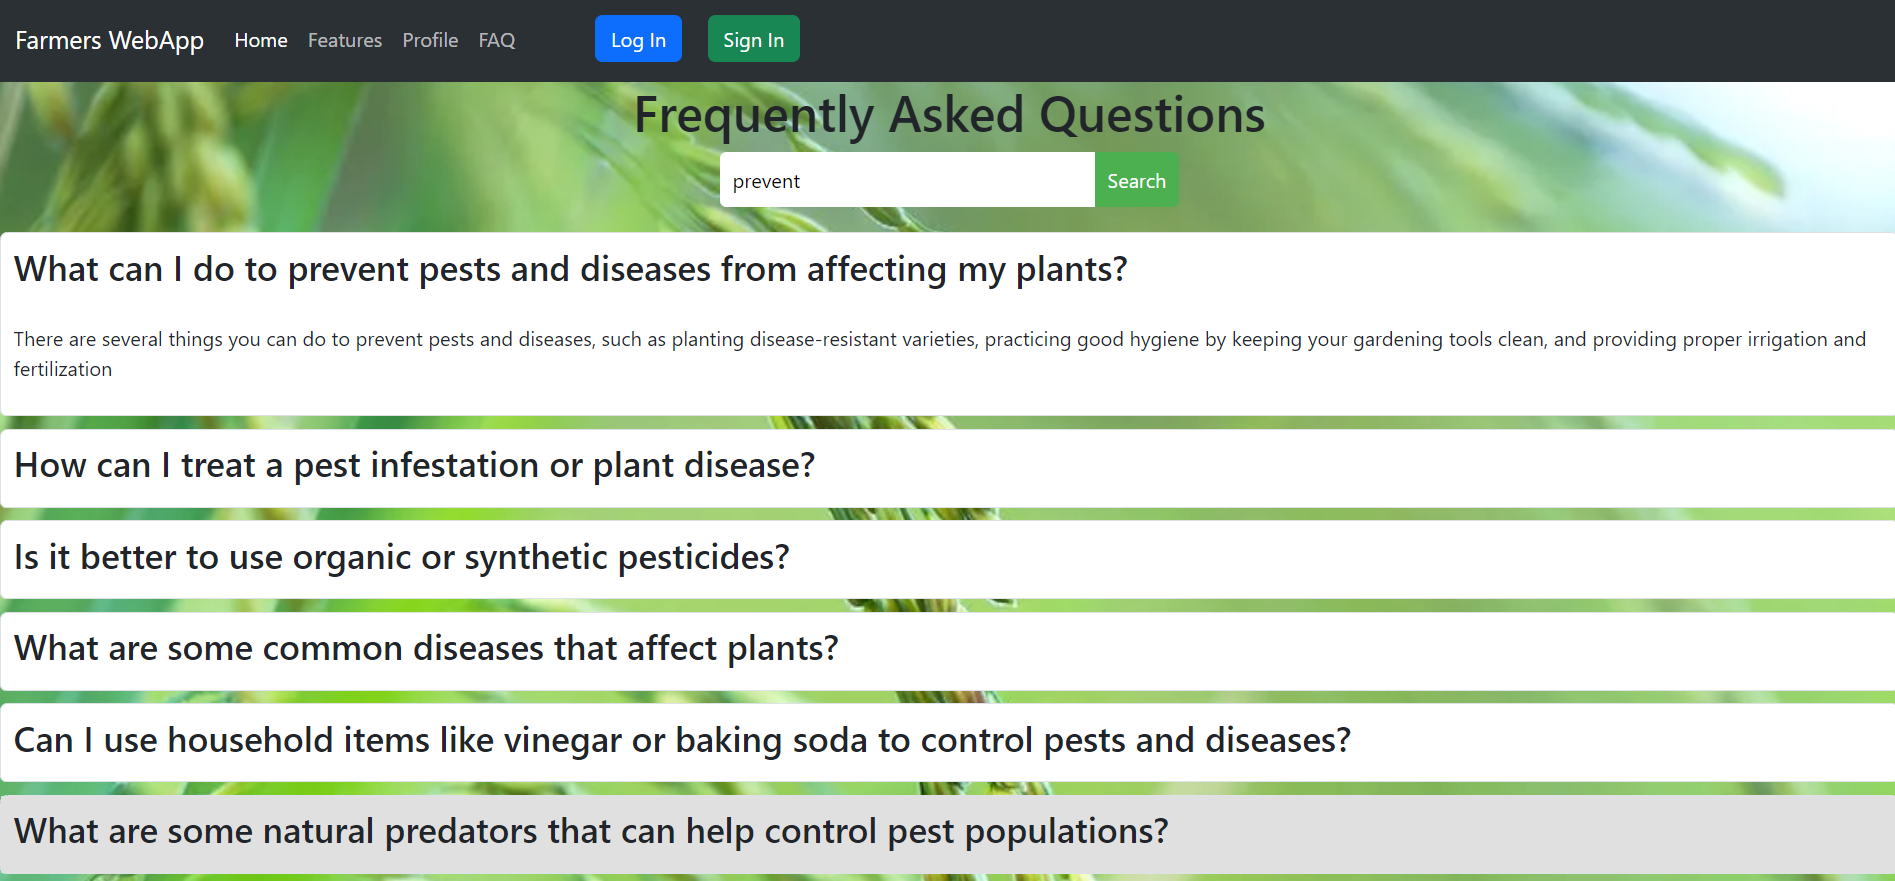 Farmers WebApp Home Features Profile FAQ Log In Sign In
Frequently Asked Questions
prevent Search
What can I do to prevent pests and diseases from affecting my plants?
There are several things you can do to prevent pests and diseases, such as planting disease-resistant varieties, practicing good hygiene by keeping your gardening tools clean, and providing proper irrigation and
fertilization
How can I treat a pest infestation or plant disease?
Is it better to use organic or synthetic pesticides?
What are some common diseases that affect plants?
Can I use household items like vinegar or baking soda to control pests and diseases?
What are some natural predators that can help control pest populations?